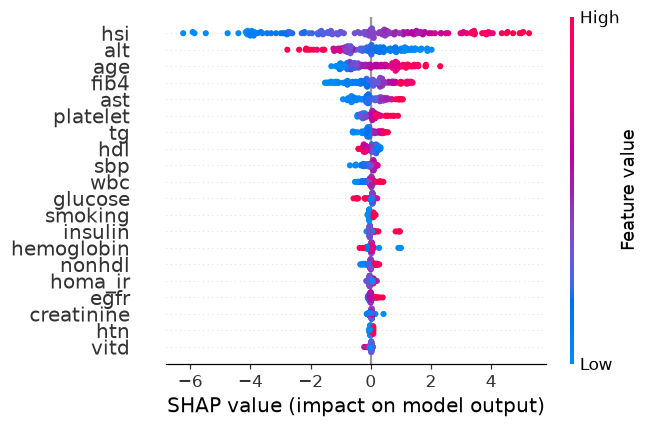 High
hsi
alt
age
fib4
ast
platelet
tg
hdl
sbp
wbc
glucose
smoking
insulin
hemoglobin
nonhdl
homa_ir
egfr
creatinine
htn
vitd
Feature value
Low
−6 −4 −2 0 2 4
SHAP value (impact on model output)